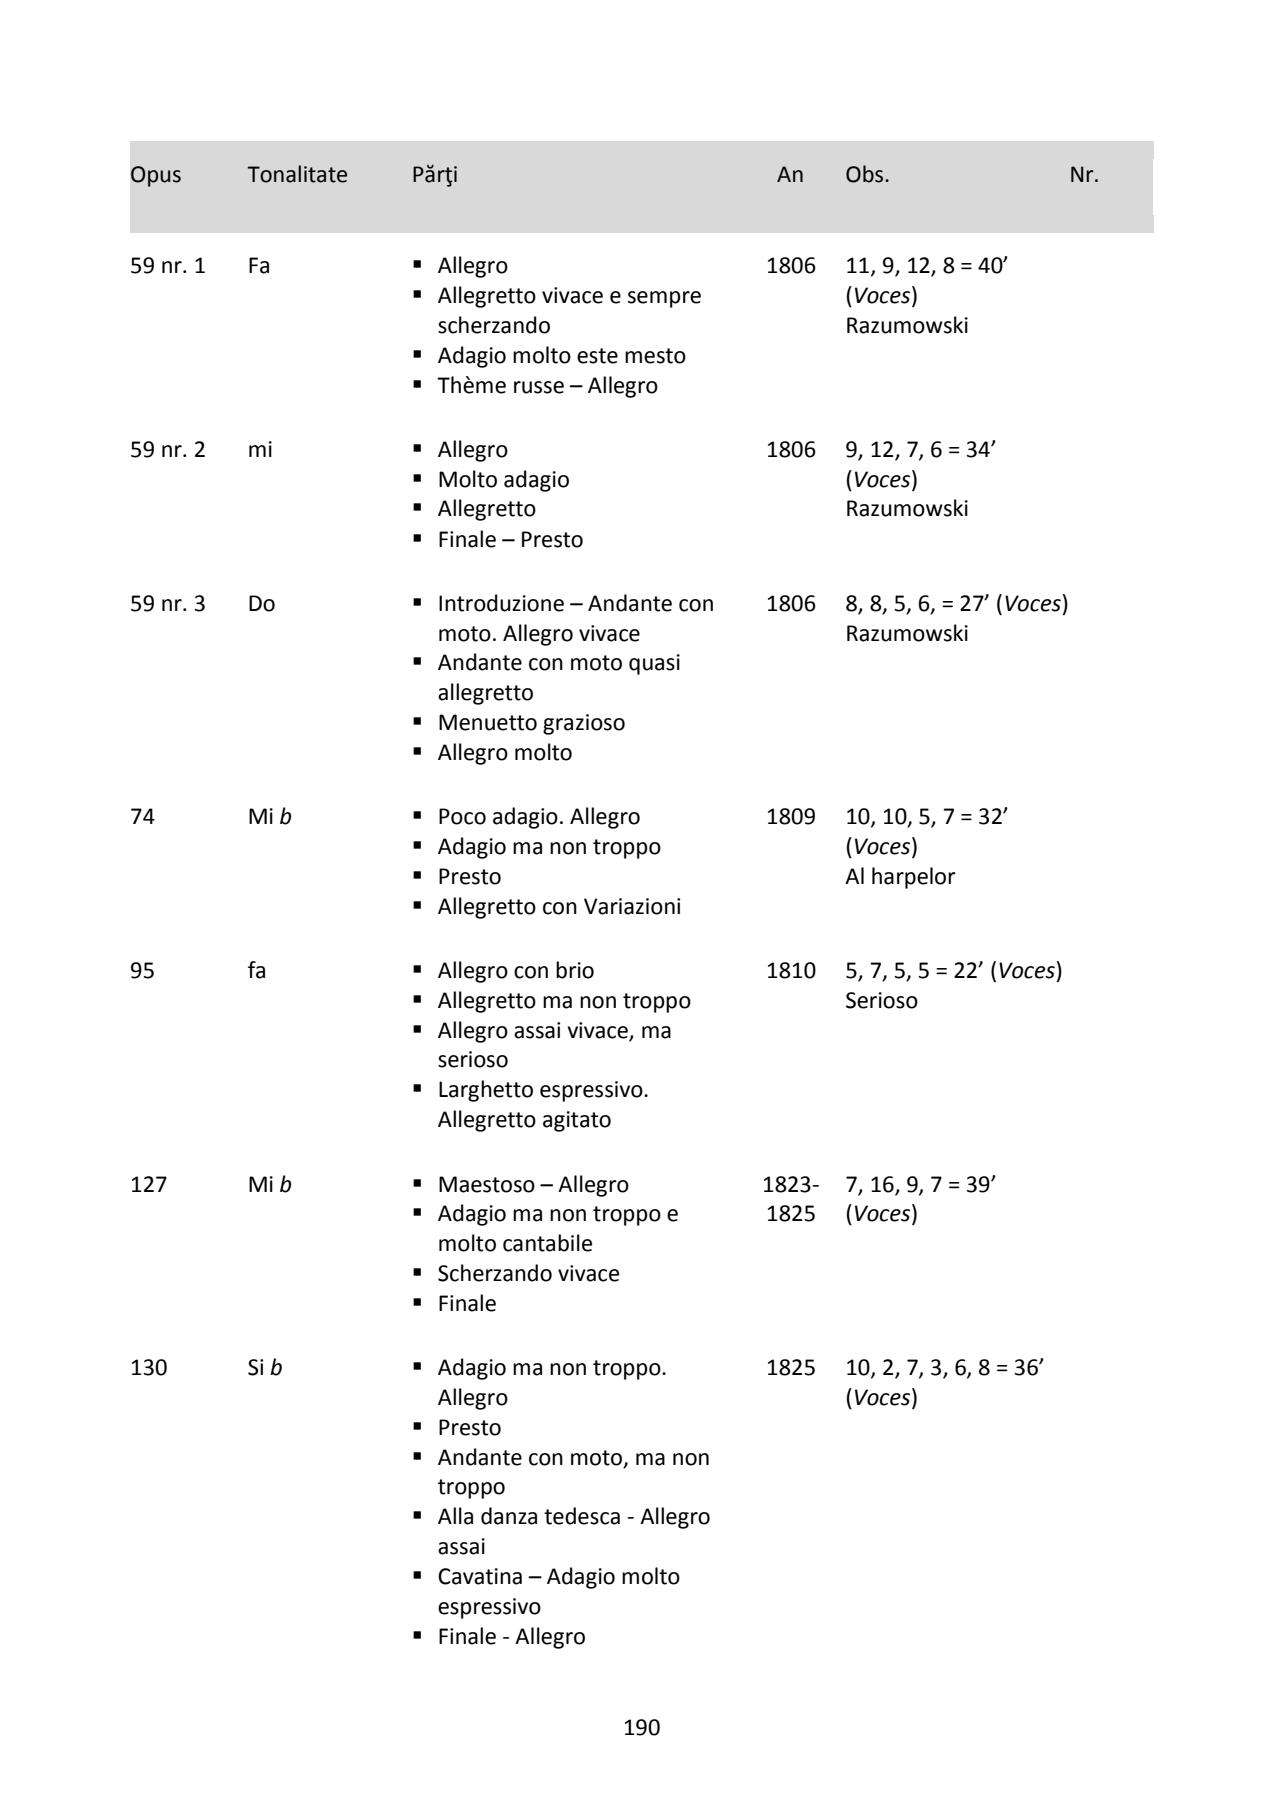 Opus Tonalitate Părţi An Obs. Nr.
59 nr. 1 Fa ▪ Allegro 1806 11, 9, 12, 8 = 40’
▪ Allegretto vivace e sempre (Voces)
scherzando Razumowski
▪ Adagio molto este mesto
▪ Thème russe – Allegro
59 nr. 2 mi ▪ Allegro 1806 9, 12, 7, 6 = 34’
▪ Molto adagio (Voces)
▪ Allegretto Razumowski
▪ Finale – Presto
59 nr. 3 Do ▪ Introduzione – Andante con 1806 8, 8, 5, 6, = 27’ (Voces)
moto. Allegro vivace Razumowski
▪ Andante con moto quasi
allegretto
▪ Menuetto grazioso
▪ Allegro molto
74 Mi b ▪ Poco adagio. Allegro 1809 10, 10, 5, 7 = 32’
▪ Adagio ma non troppo (Voces)
▪ Presto Al harpelor
▪ Allegretto con Variazioni
95 fa ▪ Allegro con brio 1810 5, 7, 5, 5 = 22’ (Voces)
▪ Allegretto ma non troppo Serioso
▪ Allegro assai vivace, ma
serioso
▪ Larghetto espressivo.
Allegretto agitato
127 Mi b ▪ Maestoso – Allegro 1823- 7, 16, 9, 7 = 39’
▪ Adagio ma non troppo e 1825 (Voces)
molto cantabile
▪ Scherzando vivace
▪ Finale
130 Si b ▪ Adagio ma non troppo. 1825 10, 2, 7, 3, 6, 8 = 36’
Allegro (Voces)
▪ Presto
▪ Andante con moto, ma non
troppo
▪ Alla danza tedesca - Allegro
assai
▪ Cavatina – Adagio molto
espressivo
▪ Finale - Allegro
190